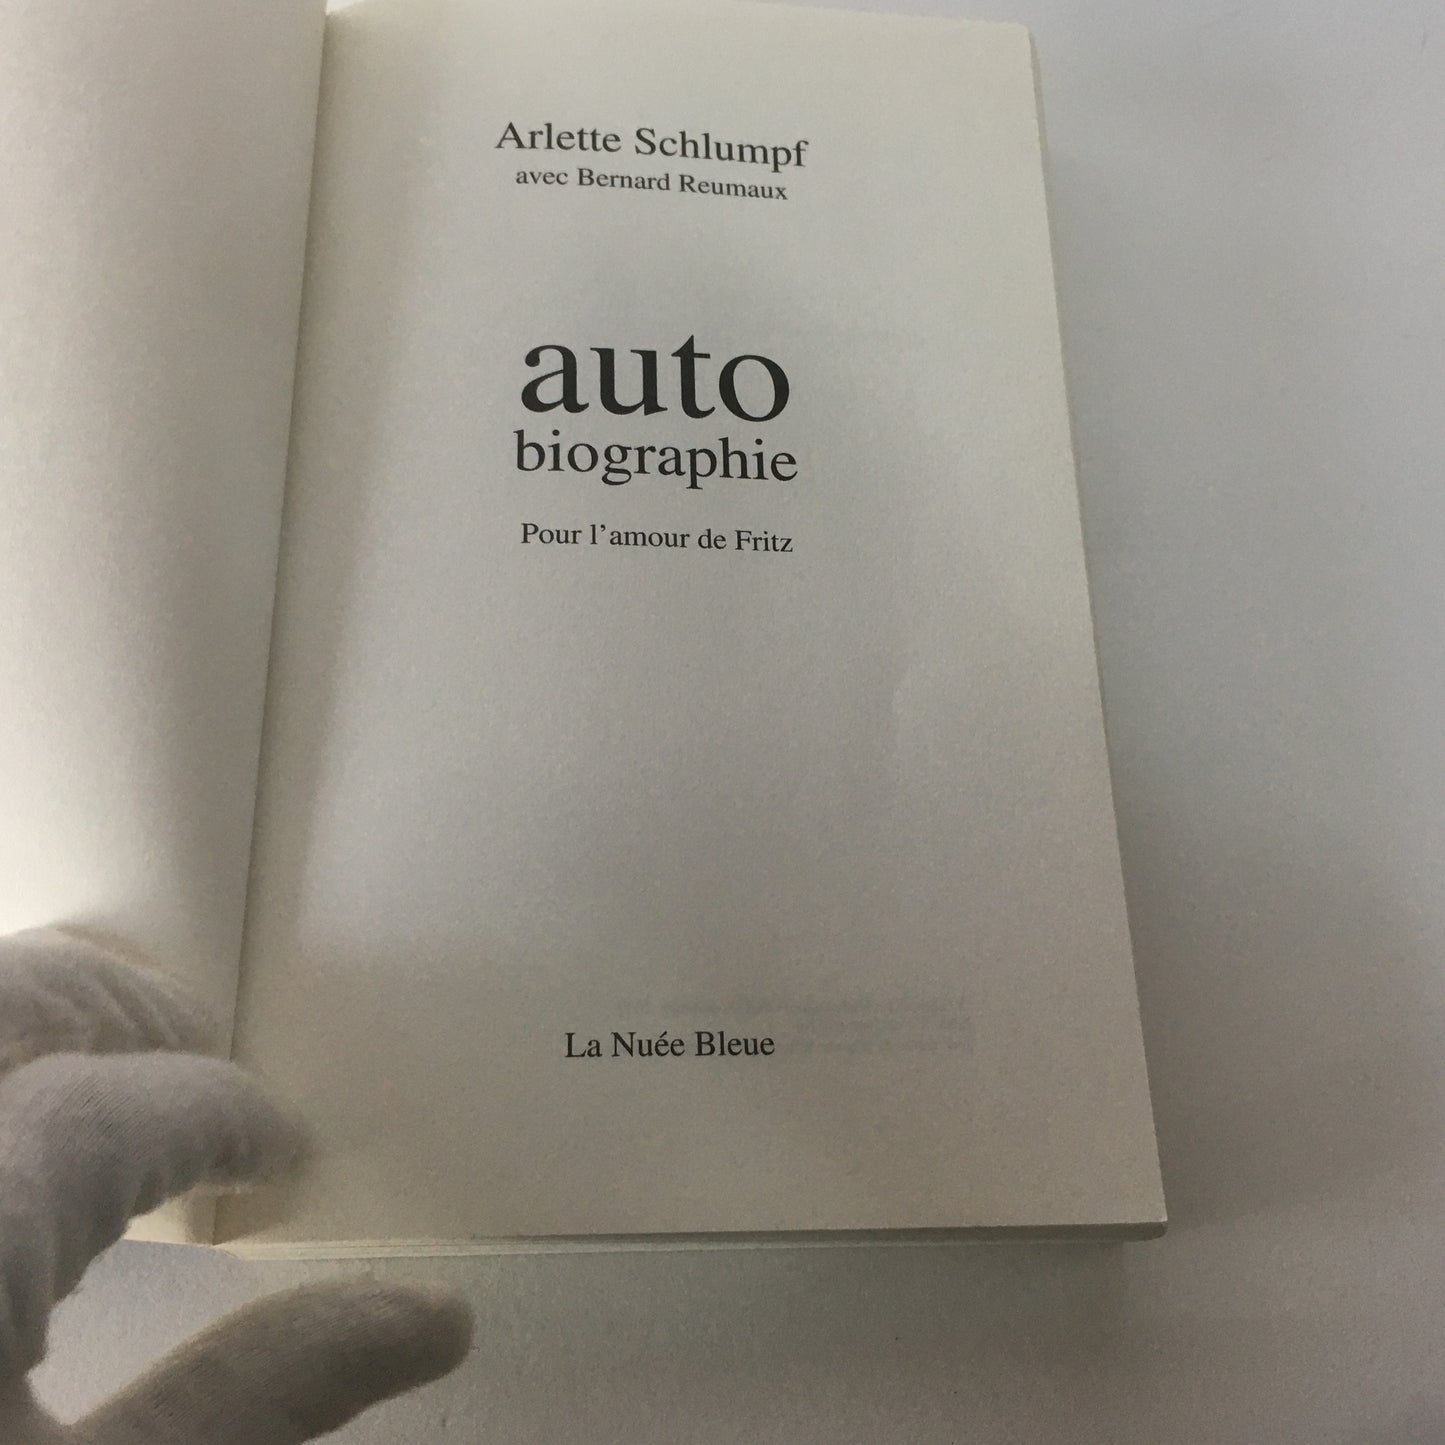 Arlette Schlumpf
avec Bernard Reumaux
auto
biographie
Pour l'amour de Fritz
La Nuée Bleue